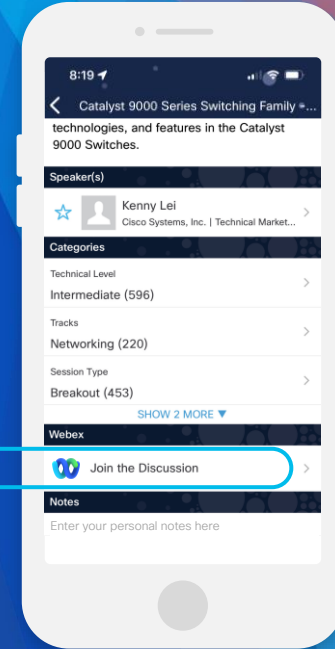 8:19
Catalyst 9000 Series Switching Family =...
technologies, and features in the Catalyst
9000 Switches.
Speaker(s)
Kenny Lei
Cisco Systems, Inc. | Technical Market...
Categories
Technical Level
Intermediate (596)
Tracks
Networking (220)
Session Type
Breakout (453)
SHOW 2 MORE ▼
Webex
Join the Discussion
Notes
Enter your personal notes here